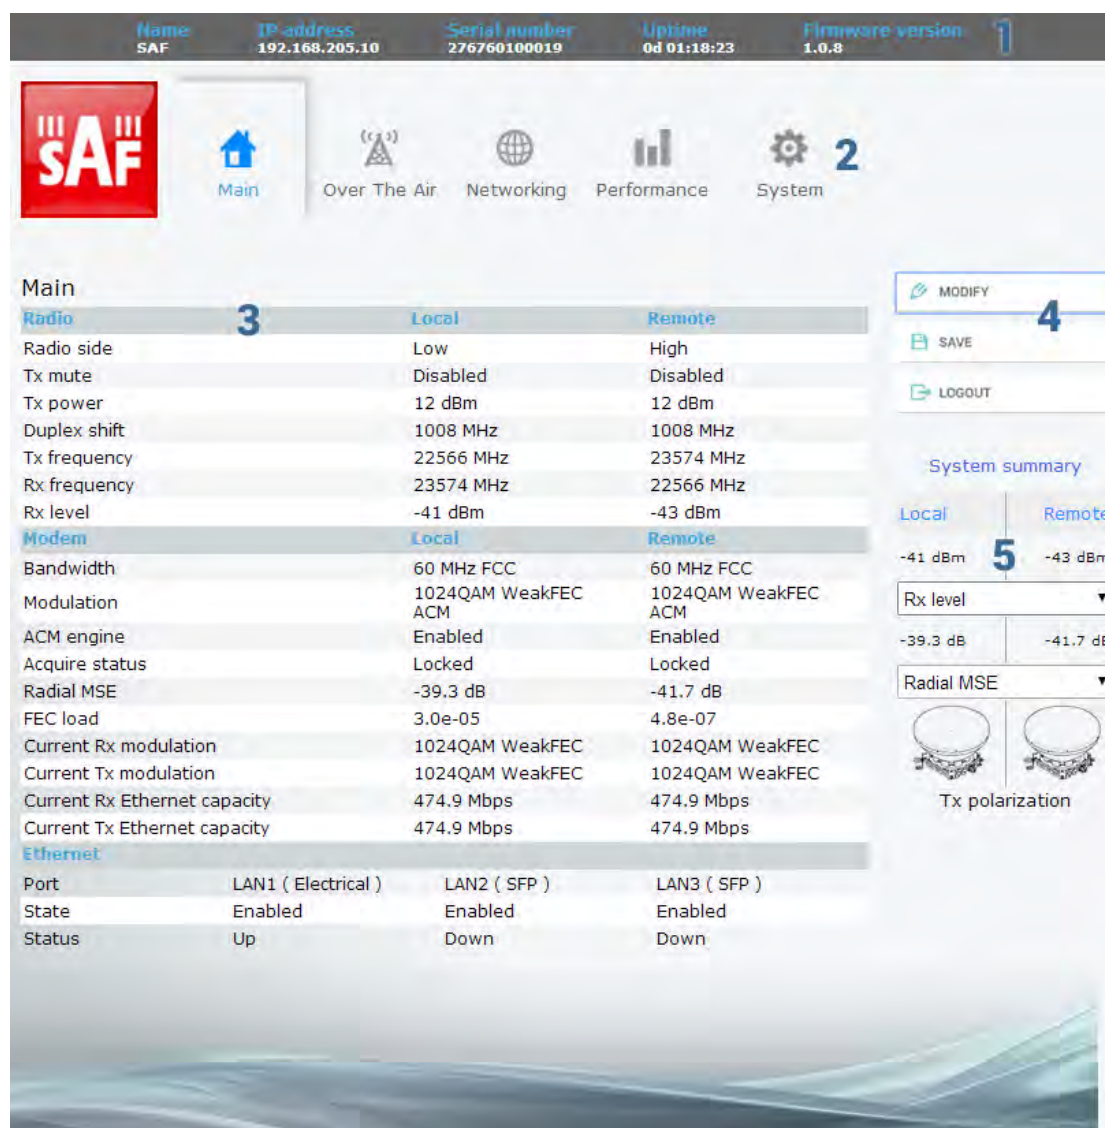 Name IP address Serial number Uptime Firmware version 1
SAF 192.168.205.10 276760100019 0d 01:18:23 1.0.8
SAF
Main Over The Air Networking Performance System 2
Main
Radio 3 Local Remote
Radio side Low High
Tx mute Disabled Disabled
Tx power 12 dBm 12 dBm
Duplex shift 1008 MHz 1008 MHz
Tx frequency 22566 MHz 23574 MHz
Rx frequency 23574 MHz 22566 MHz
Rx level -41 dBm -43 dBm
Modem Local Remote
Bandwidth 60 MHz FCC 60 MHz FCC
Modulation 1024QAM WeakFEC ACM 1024QAM WeakFEC ACM
ACM engine Enabled Enabled
Acquire status Locked Locked
Radial MSE -39.3 dB -41.7 dB
FEC load 3.0e-05 4.8e-07
Current Rx modulation 1024QAM WeakFEC 1024QAM WeakFEC
Current Tx modulation 1024QAM WeakFEC 1024QAM WeakFEC
Current Rx Ethernet capacity 474.9 Mbps 474.9 Mbps
Current Tx Ethernet capacity 474.9 Mbps 474.9 Mbps
Ethernet
Port LAN1 ( Electrical ) LAN2 ( SFP ) LAN3 ( SFP )
State Enabled Enabled Enabled
Status Up Down Down
MODIFY
4
SAVE
LOGOUT
System summary
Local Remote
-41 dBm 5 -43 dBm
Rx level
-39.3 dB -41.7 dB
Radial MSE
Tx polarization